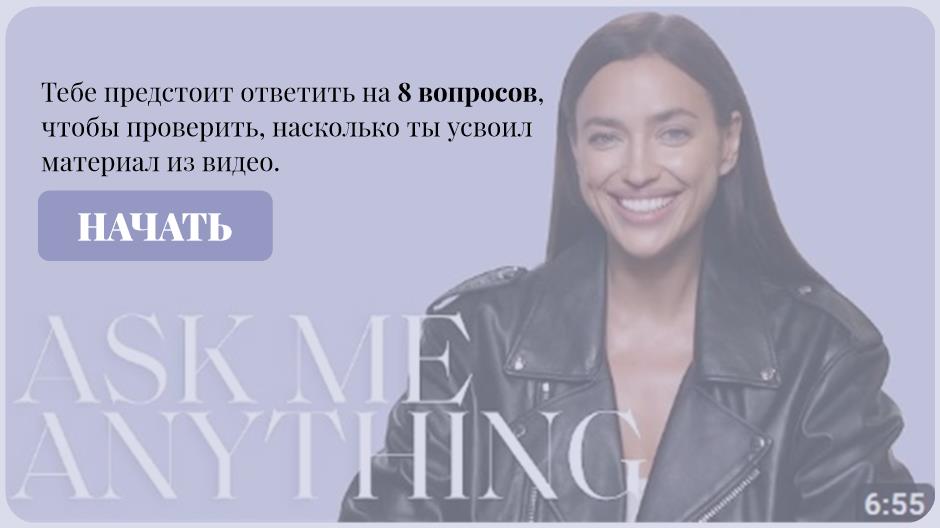 Тебе предстоит ответить на 8 вопросов,
чтобы проверить, насколько ты усвоил
материал из видео.
НАЧАТЬ
ASK ME
ANYTHING
6:55